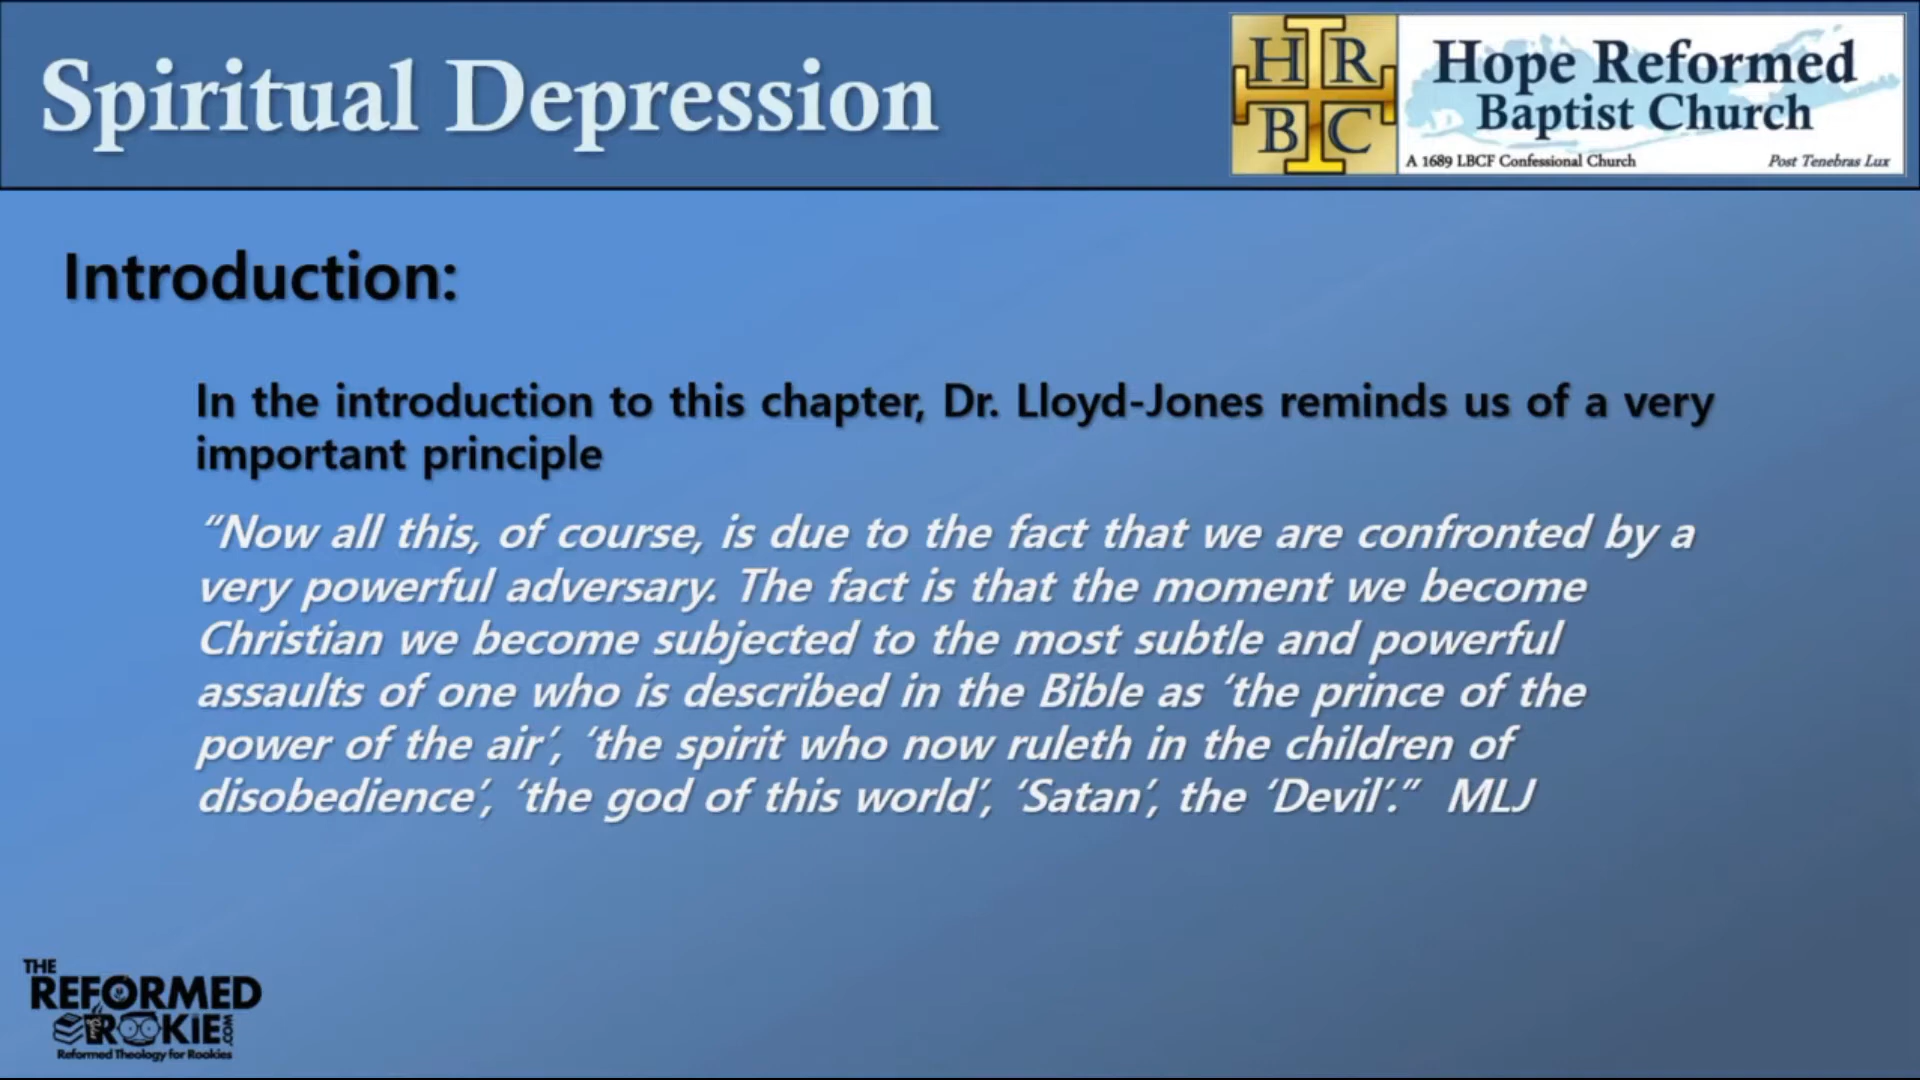 Spiritual Depression
H R
B C
Hope Reformed
Baptist Church
A 1689 LBCF Confessional Church
Post Tenebras Lux
Introduction:
In the introduction to this chapter, Dr. Lloyd-Jones reminds us of a very
important principle
“Now all this, of course, is due to the fact that we are confronted by a
very powerful adversary. The fact is that the moment we become
Christian we become subjected to the most subtle and powerful
assaults of one who is described in the Bible as ‘the prince of the
power of the air’, ‘the spirit who now ruleth in the children of
disobedience’, ‘the god of this world’, ‘Satan’, the ‘Devil’.” MLJ
THE
REFORMED
ROOKIE
.COM
Reformed Theology for Rookies